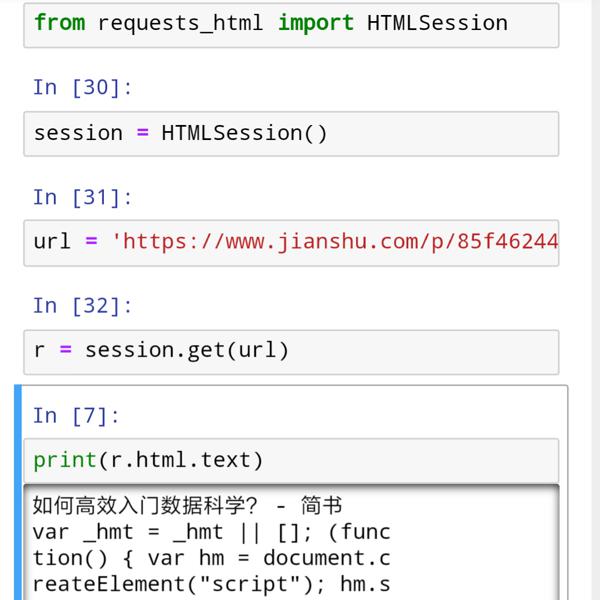 from requests_html import HTMLSession
In [30]:
session = HTMLSession()
In [31]:
url = 'https://www.jianshu.com/p/85f46244
In [32]:
r = session.get(url)
In [7]:
print(r.html.text)
如何高效入门数据科学? - 简书
var _hmt = _hmt || []; (func
tion() { var hm = document.c
reateElement("script"); hm.s